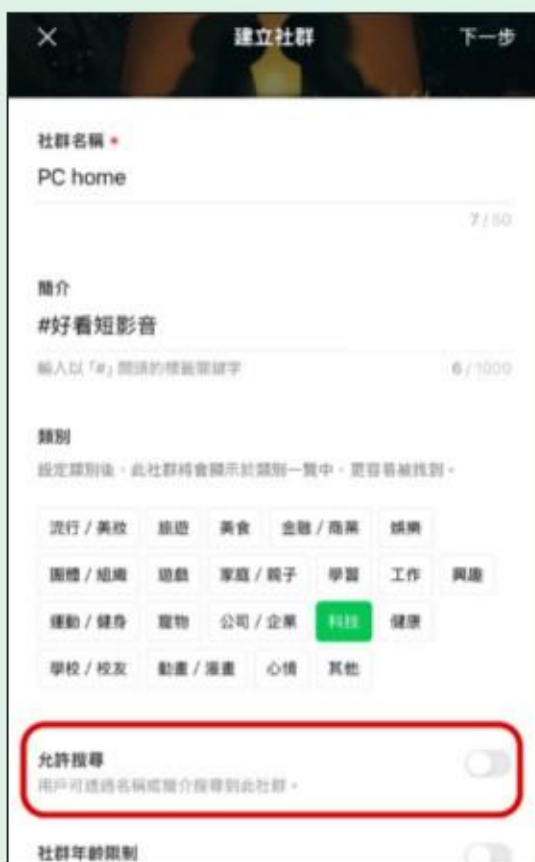 建立社群
下一步
社群名稱
PC home
7 / 50
簡介
#好看短影音
輸入以「#」開頭的標籤關鍵字
6 / 1000
類別
設定類別後，此社群將會顯示於類別一覽中，更容易被找到。
流行 / 美妝 旅遊 美食 金融 / 商業 娛樂
團體 / 組織 遊戲 家庭 / 親子 學習 工作 興趣
運動 / 健身 寵物 公司 / 企業 科技 健康
學校 / 校友 動畫 / 漫畫 心情 其他
允許搜尋
用戶可透過名稱或簡介搜尋到此社群。
社群年齡限制